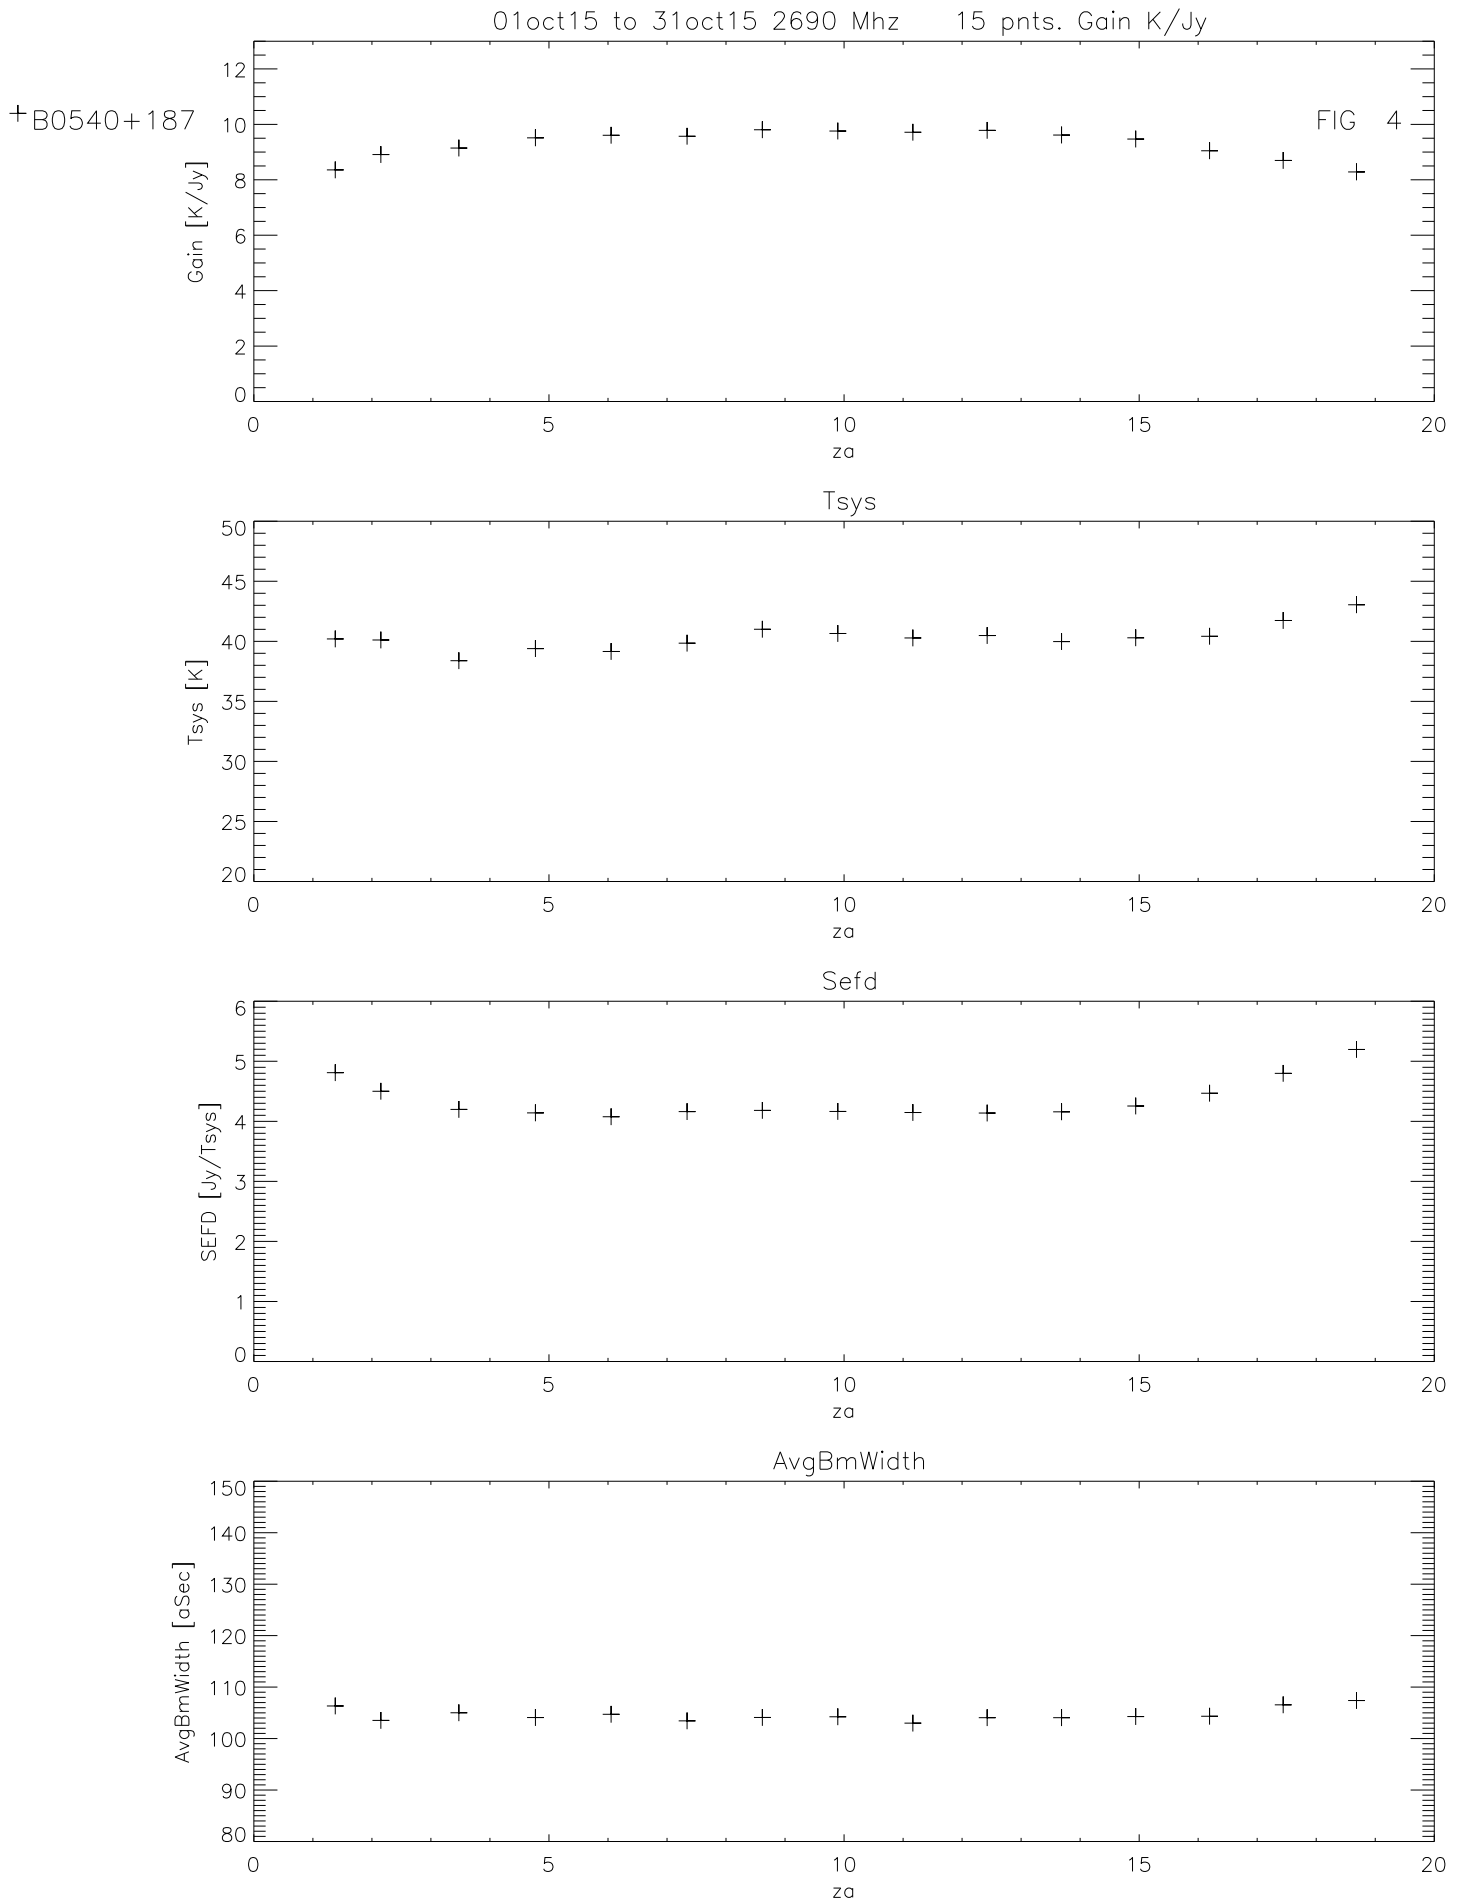 01oct15 to 31oct15 2690 Mhz 15 pnts. Gain K/Jy
+B0540+187
FIG 4
Gain [K/Jy]
12
10
8
6
4
2
0
0 5 10 15 20
za
Tsys
Tsys [K]
50
45
40
35
30
25
20
0 5 10 15 20
za
Sefd
SEFD [Jy/Tsys]
6
5
4
3
2
1
0
0 5 10 15 20
za
AvgBmWidth
AvgBmWidth [aSec]
150
140
130
120
110
100
90
80
0 5 10 15 20
za